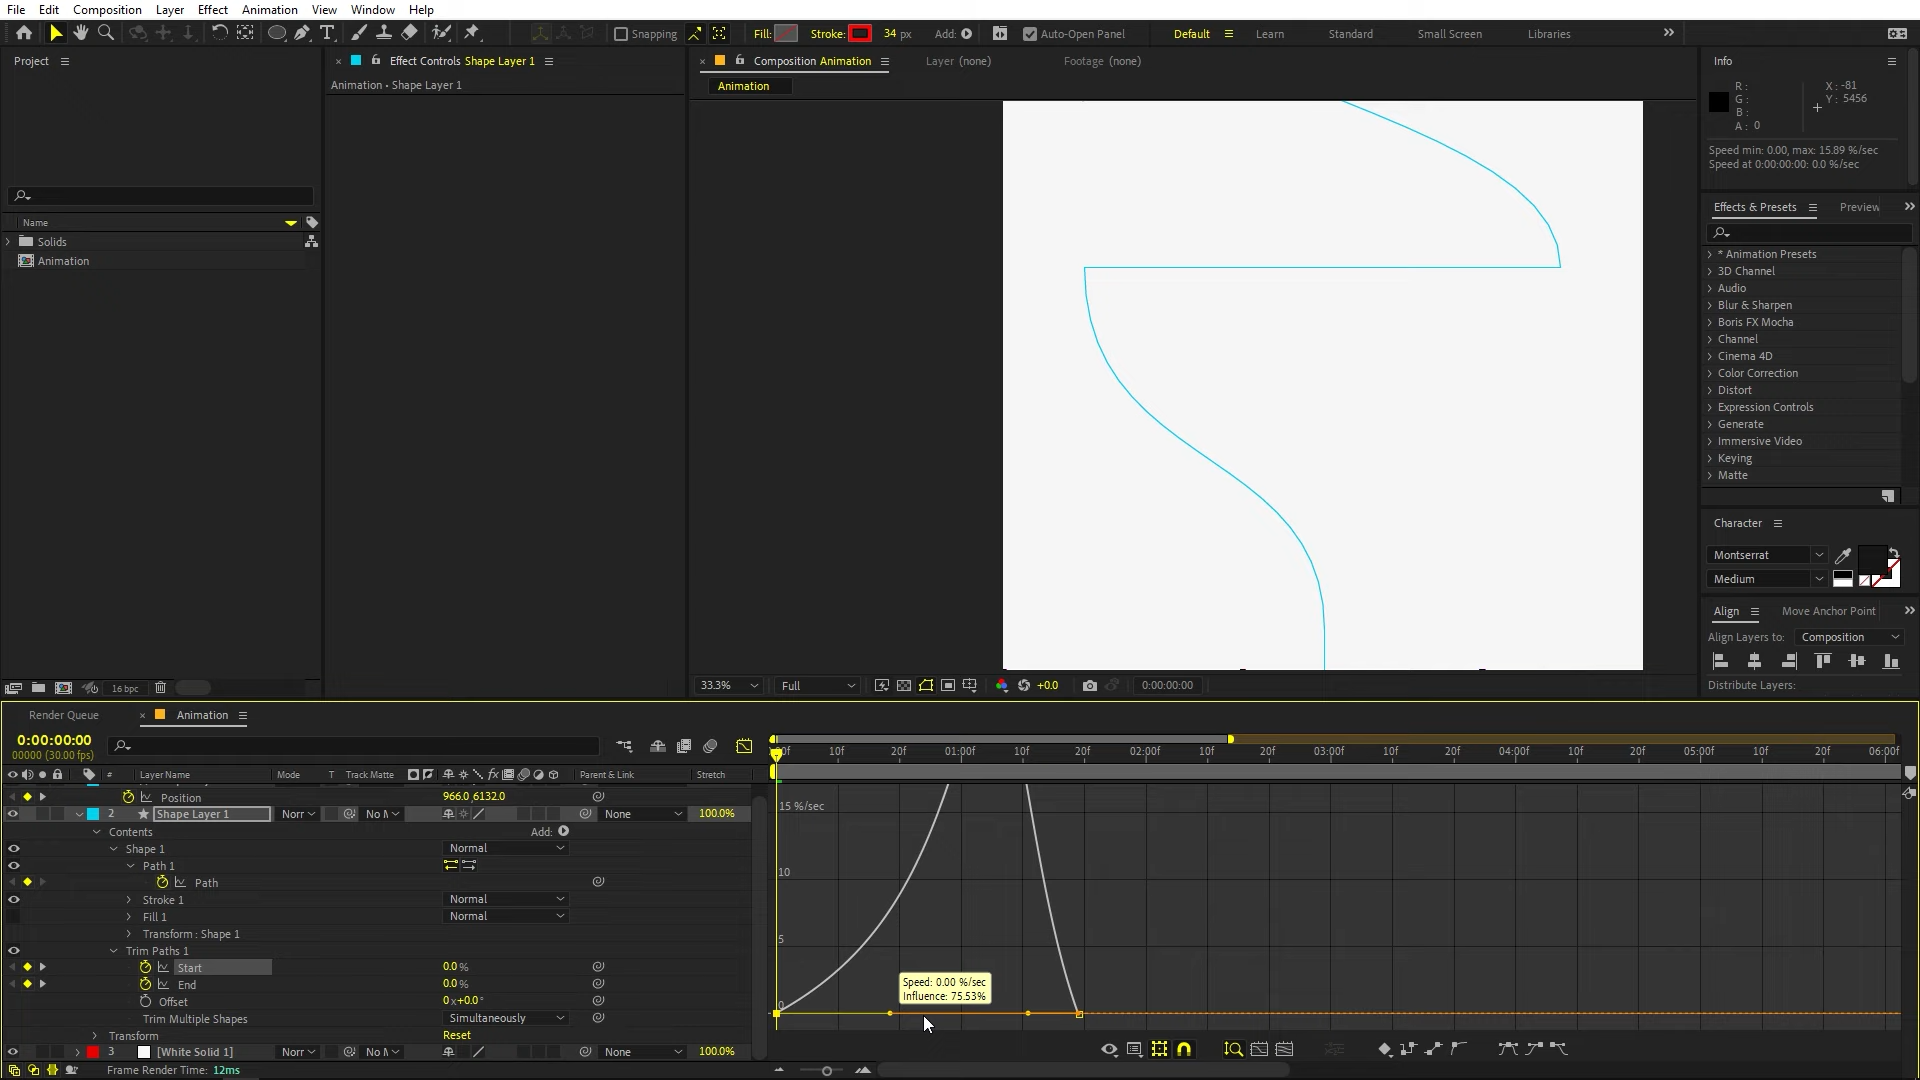 File Edit Composition Layer Effect Animation View Window Help
Snapping
Fill: Stroke: 34 px Add:
Auto-Open Panel
Default Learn Standard Small Screen Libraries
Project
Effect Controls Shape Layer 1
Animation • Shape Layer 1
Composition Animation
Layer (none)
Footage (none)
Animation
Info
R :
G :
B :
A : 0
X : -81
Y : 5456
Speed min: 0.00, max: 15.89 %/sec
Speed at 0:00:00:00: 0.0 %/sec
Effects & Presets
Preview
Name
Solids
Animation
* Animation Presets
3D Channel
Audio
Blur & Sharpen
Boris FX Mocha
Channel
Cinema 4D
Color Correction
Distort
Expression Controls
Generate
Immersive Video
Keying
Matte
Character
Montserrat
Medium
Align
Move Anchor Point
Align Layers to: Composition
Distribute Layers:
16 bpc
33.3%
Full
+0.0
0:00:00:00
Render Queue
Animation
0:00:00:00
00000 (30.00 fps)
# Layer Name Mode T Track Matte Parent & Link Stretch
Position 966.0,6132.0
2 Shape Layer 1 Norr No M None 100.0%
Contents Add:
Shape 1 Normal
Path 1
Path
Stroke 1 Normal
Fill 1 Normal
Transform : Shape 1
Trim Paths 1
Start 0.0 %
End 0.0 %
Offset 0 x+0.0 °
Trim Multiple Shapes Simultaneously
Transform Reset
3 [White Solid 1] Norr No M None 100.0%
Frame Render Time: 12ms
:00f 10f 20f 01:00f 10f 20f 02:00f 10f 20f 03:00f 10f 20f 04:00f 10f 20f 05:00f 10f 20f 06:00f
15 %/sec
10
5
0
Speed: 0.00 %/sec
Influence: 75.53%